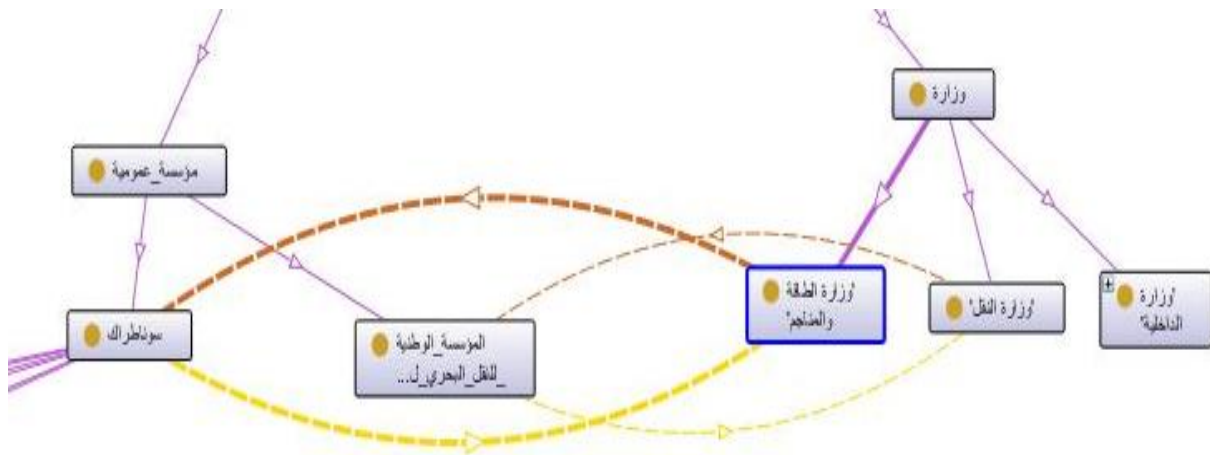 وزارة
مؤسسة_عمومية
'وزارة الطاقة
والمناجم'
'وزارة النقل'
'وزارة
الداخلية'
سوناطراك
المؤسسة_الوطنية
_للنقل_البحري_ل...